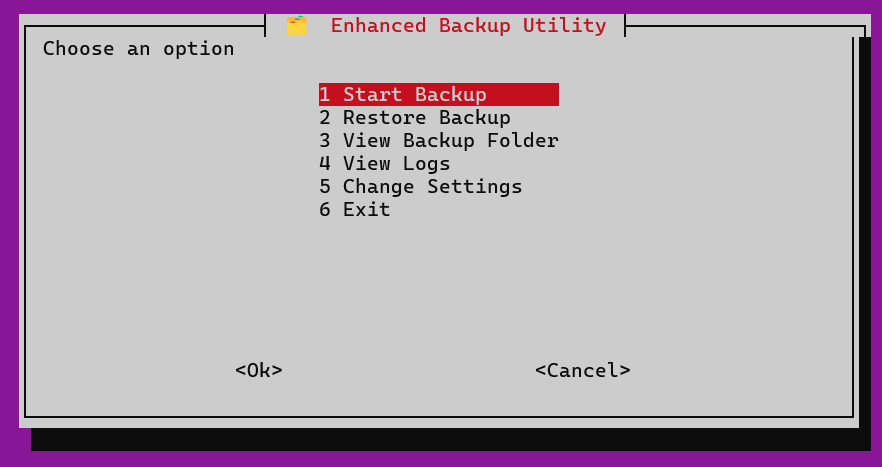 Enhanced Backup Utility
Choose an option
1 Start Backup
2 Restore Backup
3 View Backup Folder
4 View Logs
5 Change Settings
6 Exit
<Ok> <Cancel>